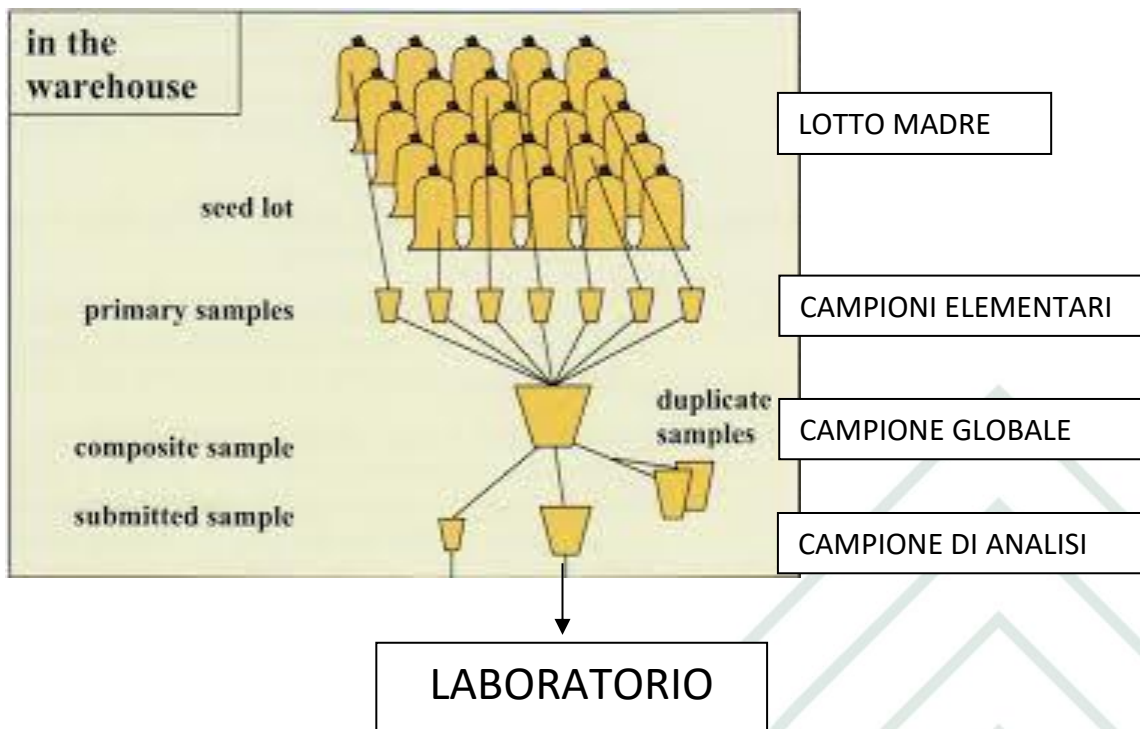 in the
warehouse
LOTTO MADRE
seed lot
primary samples
CAMPIONI ELEMENTARI
duplicate
samples
composite sample
CAMPIONE GLOBALE
submitted sample
CAMPIONE DI ANALISI
LABORATORIO